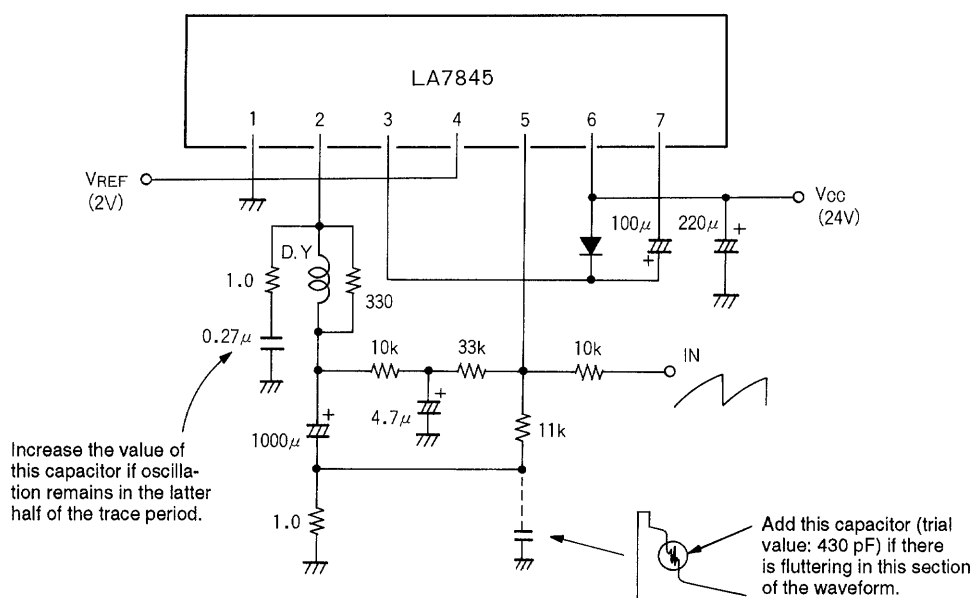 LA7845
1 2 3 4 5 6 7
VREF
(2V)
VCC
(24V)
100μ
+
220μ
+
D.Y
1.0
330
0.27μ
10k
33k
10k
IN
+
4.7μ
+
1000μ
11k
Increase the value of
this capacitor if oscilla-
tion remains in the latter
half of the trace period.
1.0
Add this capacitor (trial
value: 430 pF) if there
is fluttering in this section
of the waveform.